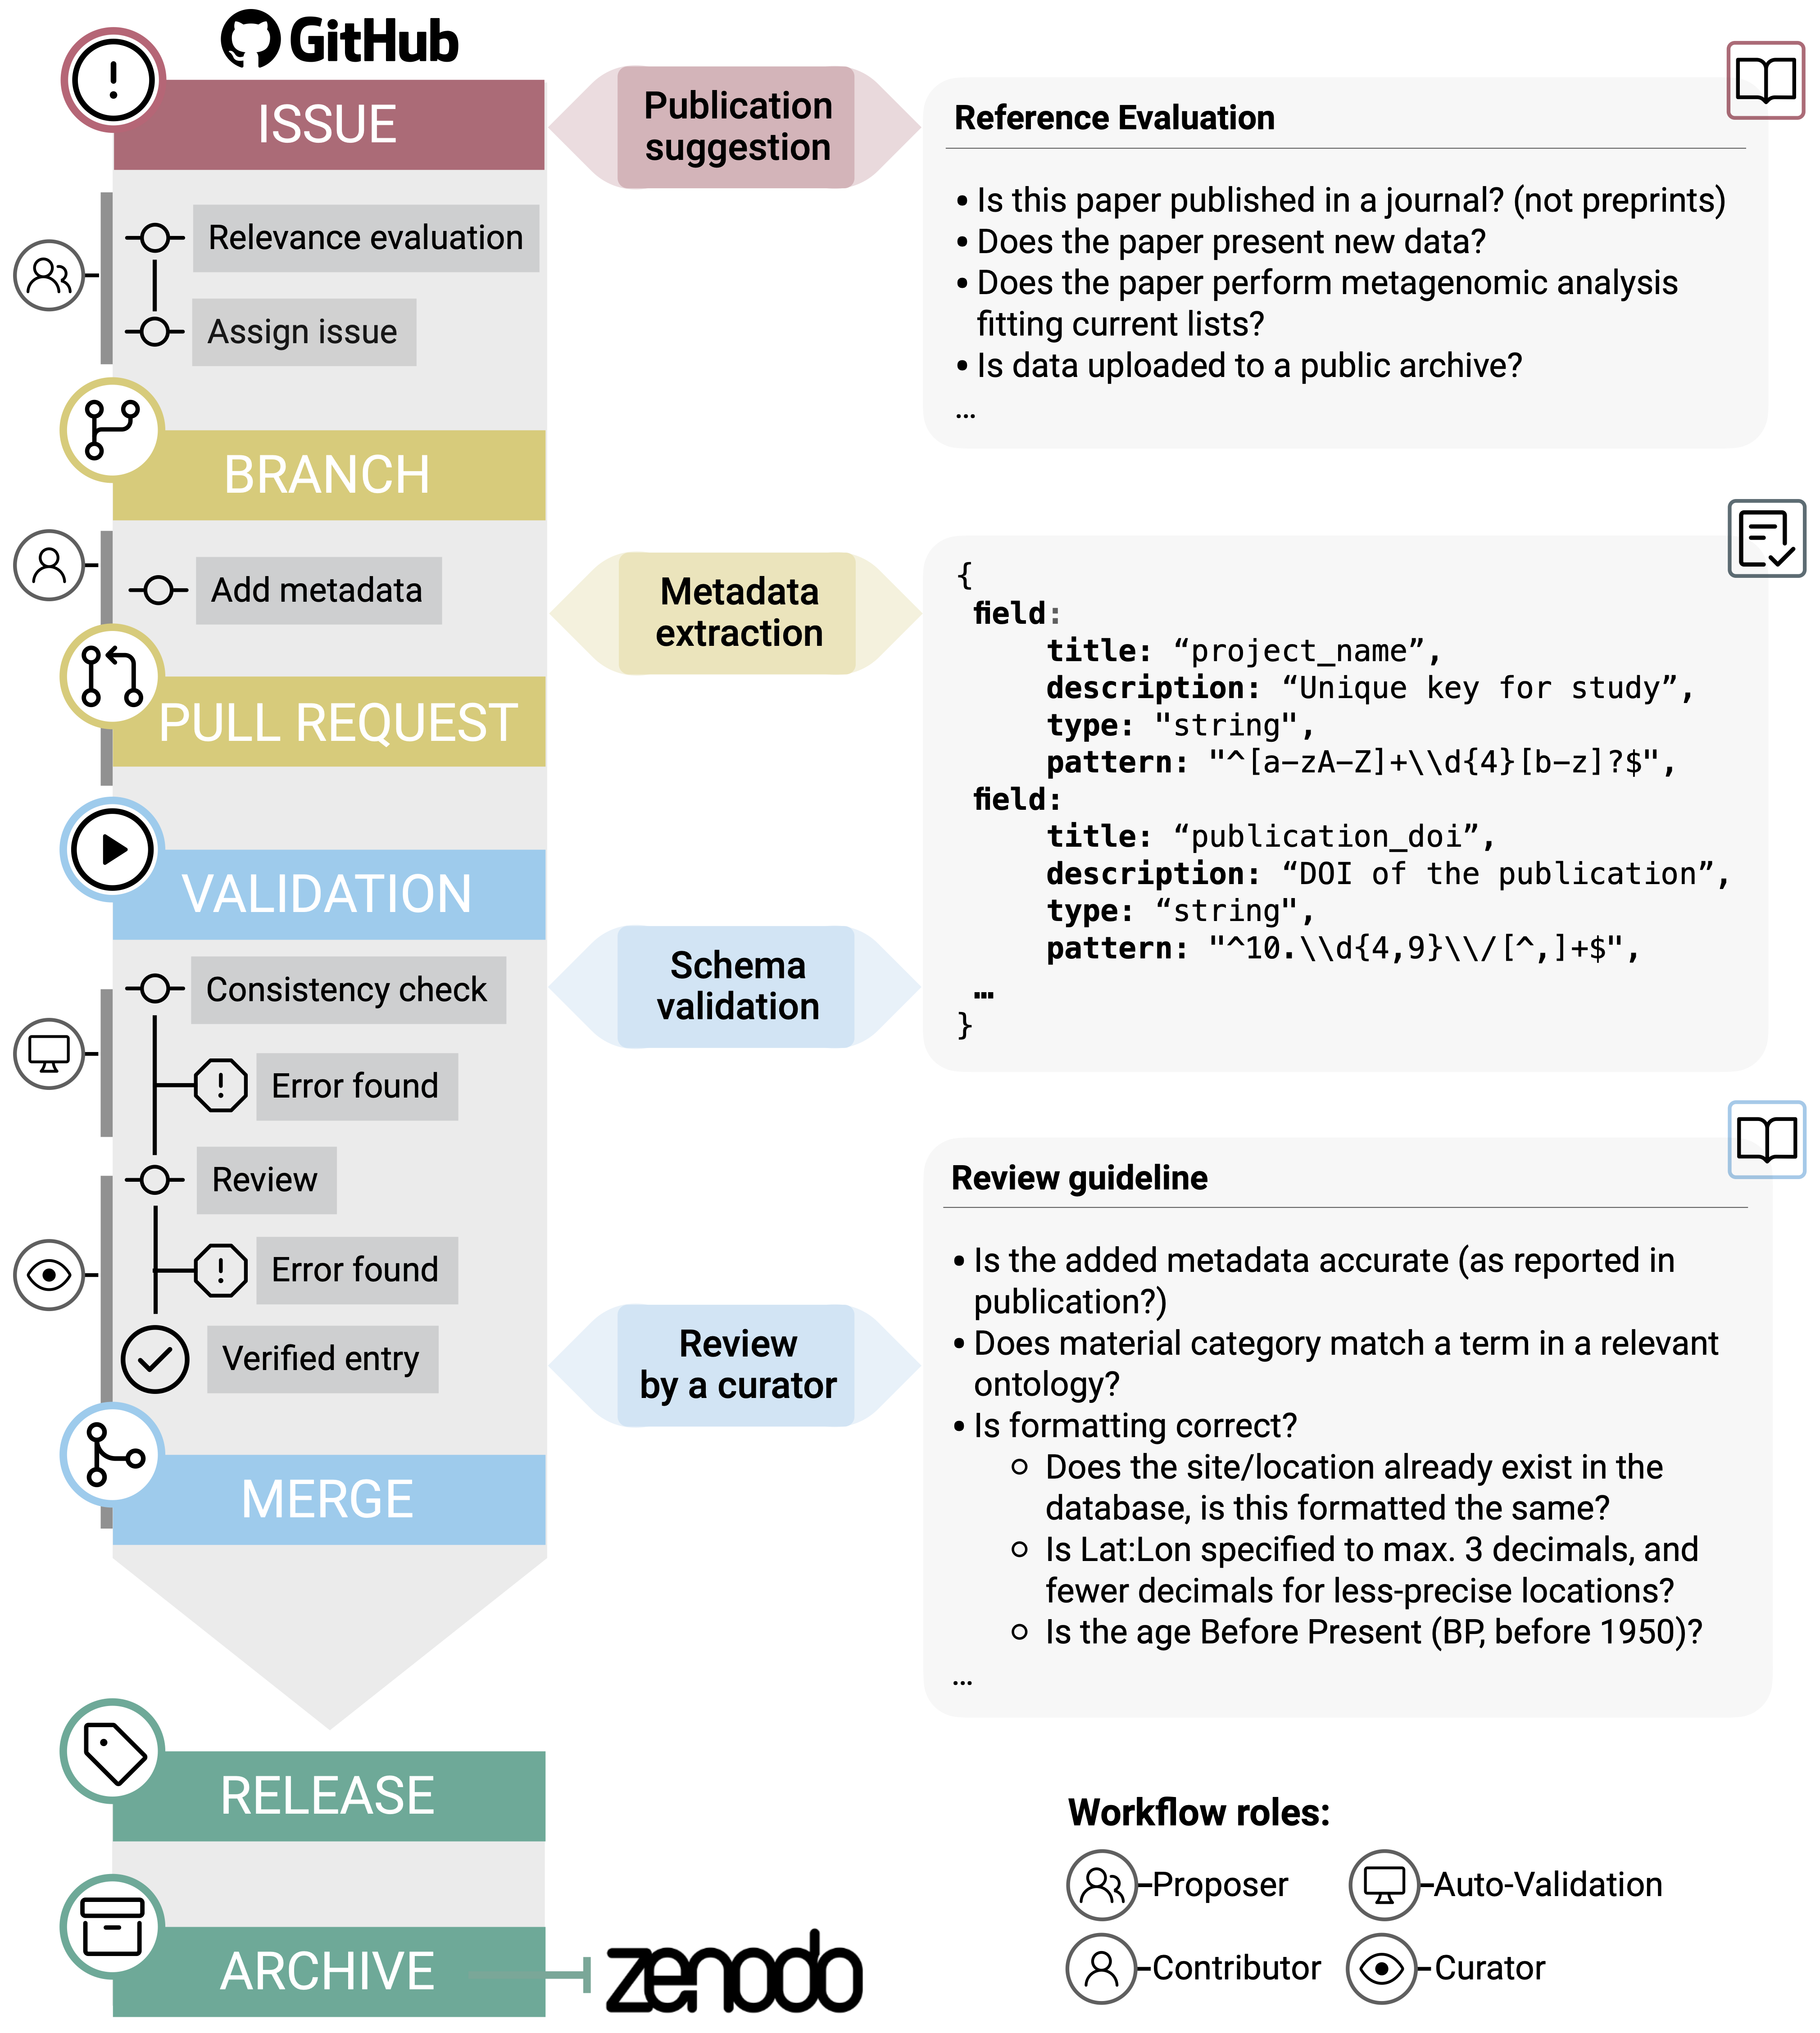 GitHub
ISSUE
Relevance evaluation
Assign issue
BRANCH
Add metadata
PULL REQUEST
VALIDATION
Consistency check
Error found
Review
Error found
Verified entry
MERGE
RELEASE
ARCHIVE
zenodo
Publication
suggestion
Metadata
extraction
Schema
validation
Review
by a curator
Reference Evaluation
• Is this paper published in a journal? (not preprints)
• Does the paper present new data?
• Does the paper perform metagenomic analysis
fitting current lists?
• Is data uploaded to a public archive?
...
{
field:
title: “project_name”,
description: “Unique key for study”,
type: "string",
pattern: "^[a-zA-Z]+\\d{4}[b-z]?$",
field:
title: “publication_doi”,
description: “DOI of the publication”,
type: “string",
pattern: "^10.\\d{4,9}\\/[^,]+$",
...
}
Review guideline
• Is the added metadata accurate (as reported in
publication?)
• Does material category match a term in a relevant
ontology?
• Is formatting correct?
○ Does the site/location already exist in the
database, is this formatted the same?
○ Is Lat:Lon specified to max. 3 decimals, and
fewer decimals for less-precise locations?
○ Is the age Before Present (BP, before 1950)?
...
Workflow roles:
Proposer
Auto-Validation
Contributor
Curator